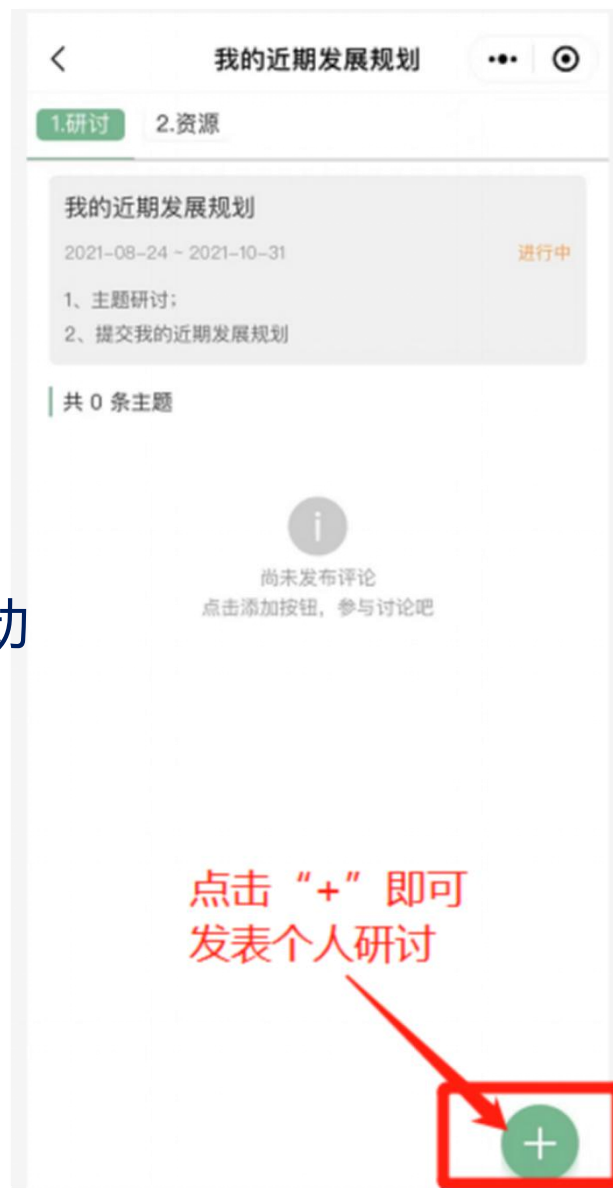 我的近期发展规划
1.研讨 2.资源
我的近期发展规划
2021-08-24 ~ 2021-10-31 进行中
1、主题研讨；
2、提交我的近期发展规划
共 0 条主题
尚未发布评论
点击添加按钮，参与讨论吧
点击“+”即可
发表个人研讨